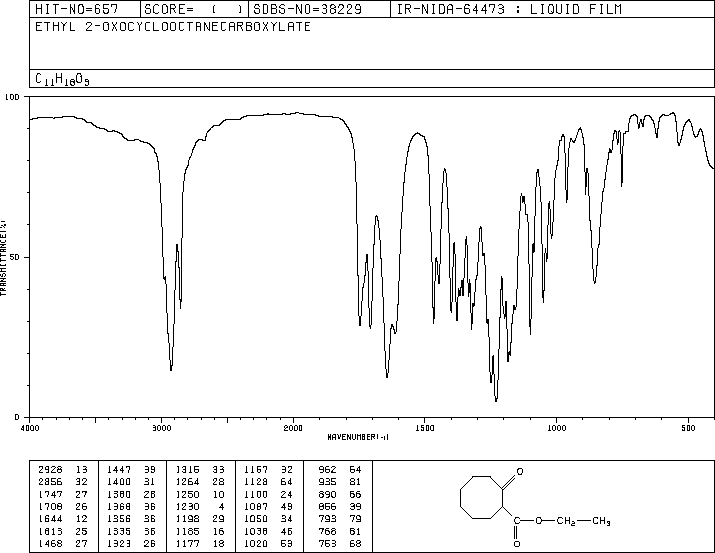 HIT-NO=657 SCORE= ( ) SDBS-NO=38229 IR-NIDA-64473 : LIQUID FILM
ETHYL 2-OXOCYCLOOCTANECARBOXYLATE
C11H18O3
100
50
0
TRANSMITTANCE(%)
4000 3000 2000 1500 1000 500
WAVENUMBER(-1)
2928 13 1447 39 1316 33 1167 32 962 64
2856 32 1400 31 1264 28 1128 64 935 81
1747 27 1380 28 1250 10 1100 24 890 66
1708 26 1368 36 1230 4 1087 49 856 39
1644 12 1356 36 1198 29 1050 34 793 79
1613 25 1335 36 1185 16 1038 46 768 81
1468 27 1323 26 1177 18 1020 53 753 68
O
C—O—CH2—CH3
O